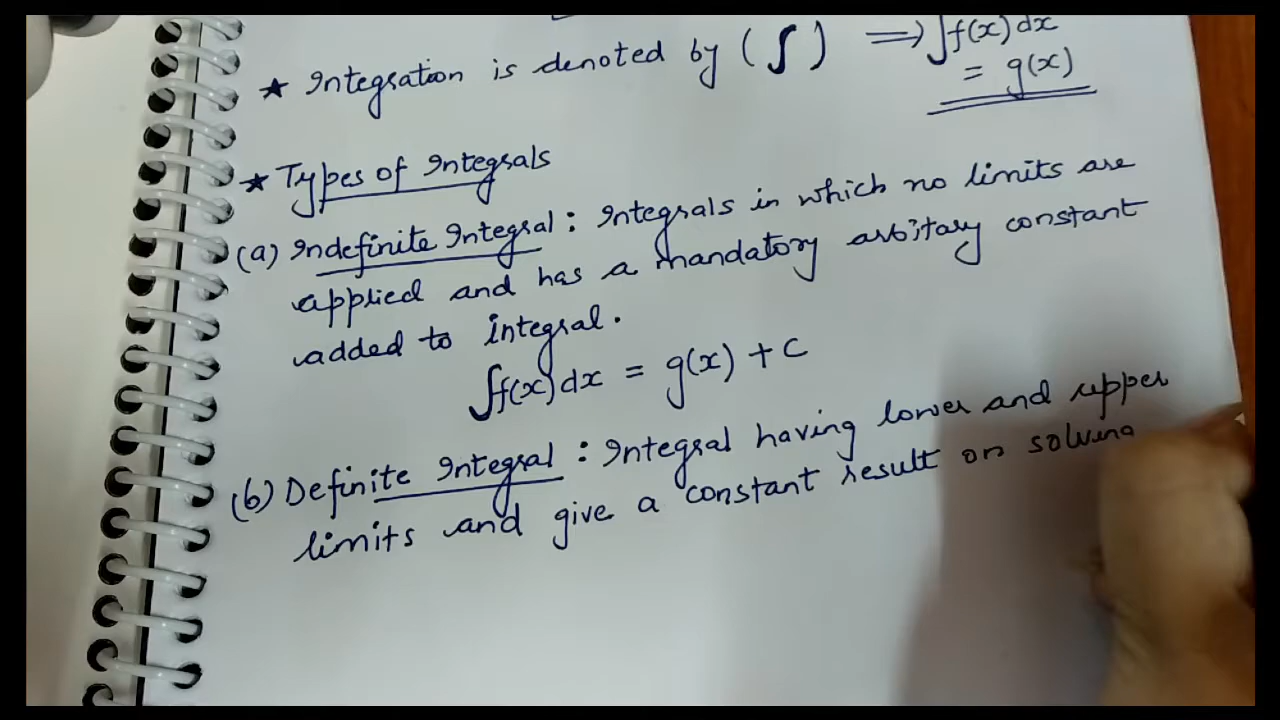 ★ Integration is denoted by (∫) ⟹ ∫f(x) dx
= g(x)
★ Types of Integrals
(a) Indefinite Integral : Integrals in which no limits are
applied and has a mandatory arbitary constant
added to integral.
∫f(x) dx = g(x) + c
(b) Definite Integral : Integral having lower and upper
limits and give a constant result on solving